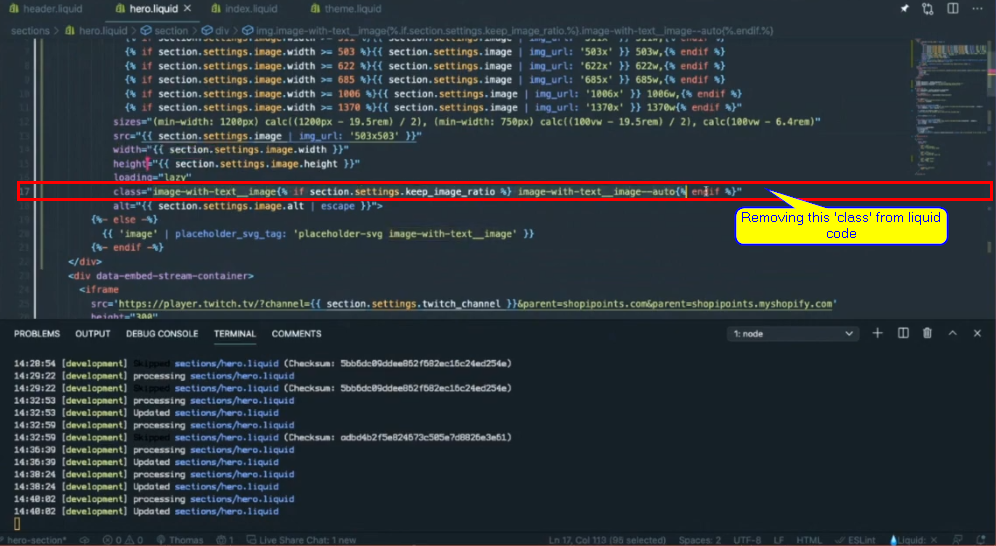 header.liquid hero.liquid index.liquid theme.liquid
sections > hero.liquid > section > div > img.image-with-text__image{%.if.section.settings.keep_image_ratio.%}.image-with-text__image--auto{%.endif.%}
{% if section.settings.image.width >= 503 %}{{ section.settings.image | img_url: '503x' }} 503w,{% endif %}
{% if section.settings.image.width >= 622 %}{{ section.settings.image | img_url: '622x' }} 622w,{% endif %}
{% if section.settings.image.width >= 685 %}{{ section.settings.image | img_url: '685x' }} 685w,{% endif %}
{% if section.settings.image.width >= 1006 %}{{ section.settings.image | img_url: '1006x' }} 1006w,{% endif %}
{% if section.settings.image.width >= 1370 %}{{ section.settings.image | img_url: '1370x' }} 1370w{% endif %}"
sizes="(min-width: 1200px) calc((1200px - 19.5rem) / 2), (min-width: 750px) calc((100vw - 19.5rem) / 2), calc(100vw - 6.4rem)"
src="{{ section.settings.image | img_url: '503x503' }}"
width="{{ section.settings.image.width }}"
height="{{ section.settings.image.height }}"
loading="lazy"
17 class="image-with-text__image{% if section.settings.keep_image_ratio %} image-with-text__image--auto{% endif %}"
alt="{{ section.settings.image.alt | escape }}">
Removing this 'class' from liquid
code
{%- else -%}
{{ 'image' | placeholder_svg_tag: 'placeholder-svg image-with-text__image' }}
{%- endif -%}
</div>
<div data-embed-stream-container>
<iframe
src='https://player.twitch.tv/?channel={{ section.settings.twitch_channel }}&parent=shopipoints.com&parent=shopipoints.myshopify.com'
height="300"
PROBLEMS OUTPUT DEBUG CONSOLE TERMINAL COMMENTS 1: node
14:28:54 [development] Skipped sections/hero.liquid (Checksum: 5bb6dc09ddee862f682ec16c24ed254e)
14:29:22 [development] processing sections/hero.liquid
14:29:22 [development] Skipped sections/hero.liquid (Checksum: 5bb6dc09ddee862f682ec16c24ed254e)
14:32:53 [development] processing sections/hero.liquid
14:32:53 [development] Updated sections/hero.liquid
14:32:59 [development] processing sections/hero.liquid
14:32:59 [development] Skipped sections/hero.liquid (Checksum: adbd4b2f5e824673c505e7d8826e3e61)
14:36:39 [development] processing sections/hero.liquid
14:36:39 [development] Updated sections/hero.liquid
14:38:24 [development] processing sections/hero.liquid
14:38:24 [development] Updated sections/hero.liquid
14:40:02 [development] processing sections/hero.liquid
14:40:02 [development] Updated sections/hero.liquid
hero-section* 0 0 Thomas 1 Live Share Chat: 1 new Ln 17, Col 113 (95 selected) Spaces: 2 UTF-8 LF HTML ESLint Liquid: